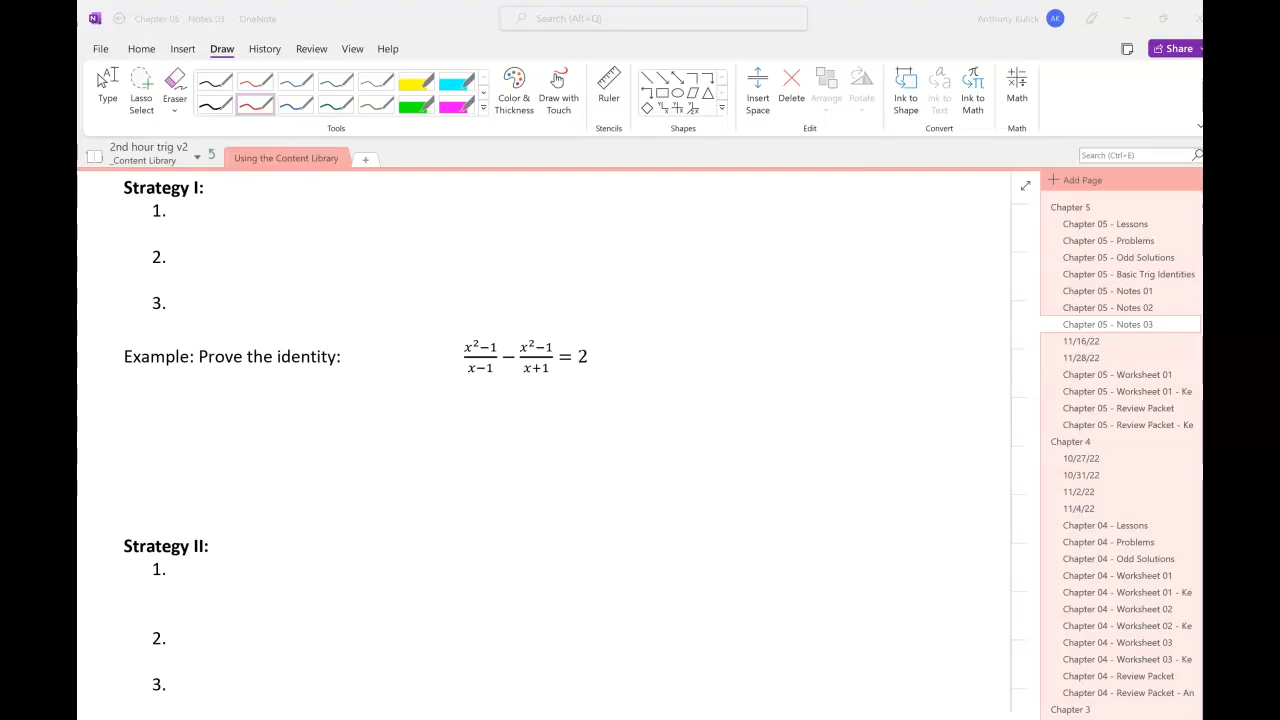 Chapter 05 Notes 03 - OneNote
Search (Alt+Q)
Anthony Kulick
AK
File Home Insert Draw History Review View Help
Share
Type
Lasso Select
Eraser
Color & Thickness
Draw with Touch
Ruler
Insert Space
Delete
Arrange
Rotate
Ink to Shape
Ink to Text
Ink to Math
Math
Tools Stencils Shapes Edit Convert Math
2nd hour trig v2
_Content Library
Using the Content Library
+
Search (Ctrl+E)
Strategy I:
1.
2.
3.
Example: Prove the identity: (x²−1)/(x−1) − (x²−1)/(x+1) = 2
Strategy II:
1.
2.
3.
Add Page
Chapter 5
Chapter 05 - Lessons
Chapter 05 - Problems
Chapter 05 - Odd Solutions
Chapter 05 - Basic Trig Identities
Chapter 05 - Notes 01
Chapter 05 - Notes 02
Chapter 05 - Notes 03
11/16/22
11/28/22
Chapter 05 - Worksheet 01
Chapter 05 - Worksheet 01 - Ke
Chapter 05 - Review Packet
Chapter 05 - Review Packet - Ke
Chapter 4
10/27/22
10/31/22
11/2/22
11/4/22
Chapter 04 - Lessons
Chapter 04 - Problems
Chapter 04 - Odd Solutions
Chapter 04 - Worksheet 01
Chapter 04 - Worksheet 01 - Ke
Chapter 04 - Worksheet 02
Chapter 04 - Worksheet 02 - Ke
Chapter 04 - Worksheet 03
Chapter 04 - Worksheet 03 - Ke
Chapter 04 - Review Packet
Chapter 04 - Review Packet - An
Chapter 3